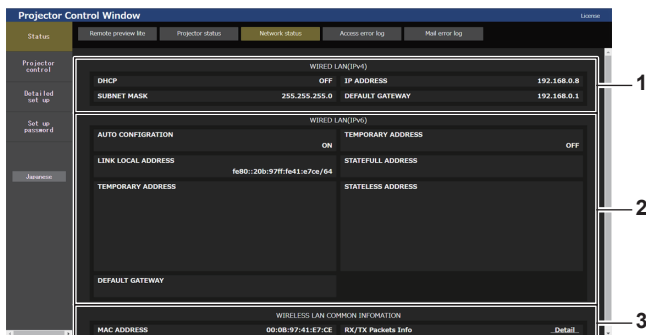 Projector Control Window
License
Status
Remote preview lite
Projector status
Network status
Access error log
Mail error log
Projector
control
Detailed
set up
Set up
password
Japanese
WIRED LAN(IPv4)
DHCP OFF IP ADDRESS 192.168.0.8
SUBNET MASK 255.255.255.0 DEFAULT GATEWAY 192.168.0.1
1
WIRED LAN(IPv6)
AUTO CONFIGRATION TEMPORARY ADDRESS
ON OFF
LINK LOCAL ADDRESS STATEFULL ADDRESS
fe80::20b:97ff:fe41:e7ce/64
TEMPORARY ADDRESS STATELESS ADDRESS
2
DEFAULT GATEWAY
WIRELESS LAN COMMON INFOMATION
3
MAC ADDRESS 00:0B:97:41:E7:CE RX/TX Packets Info Detail